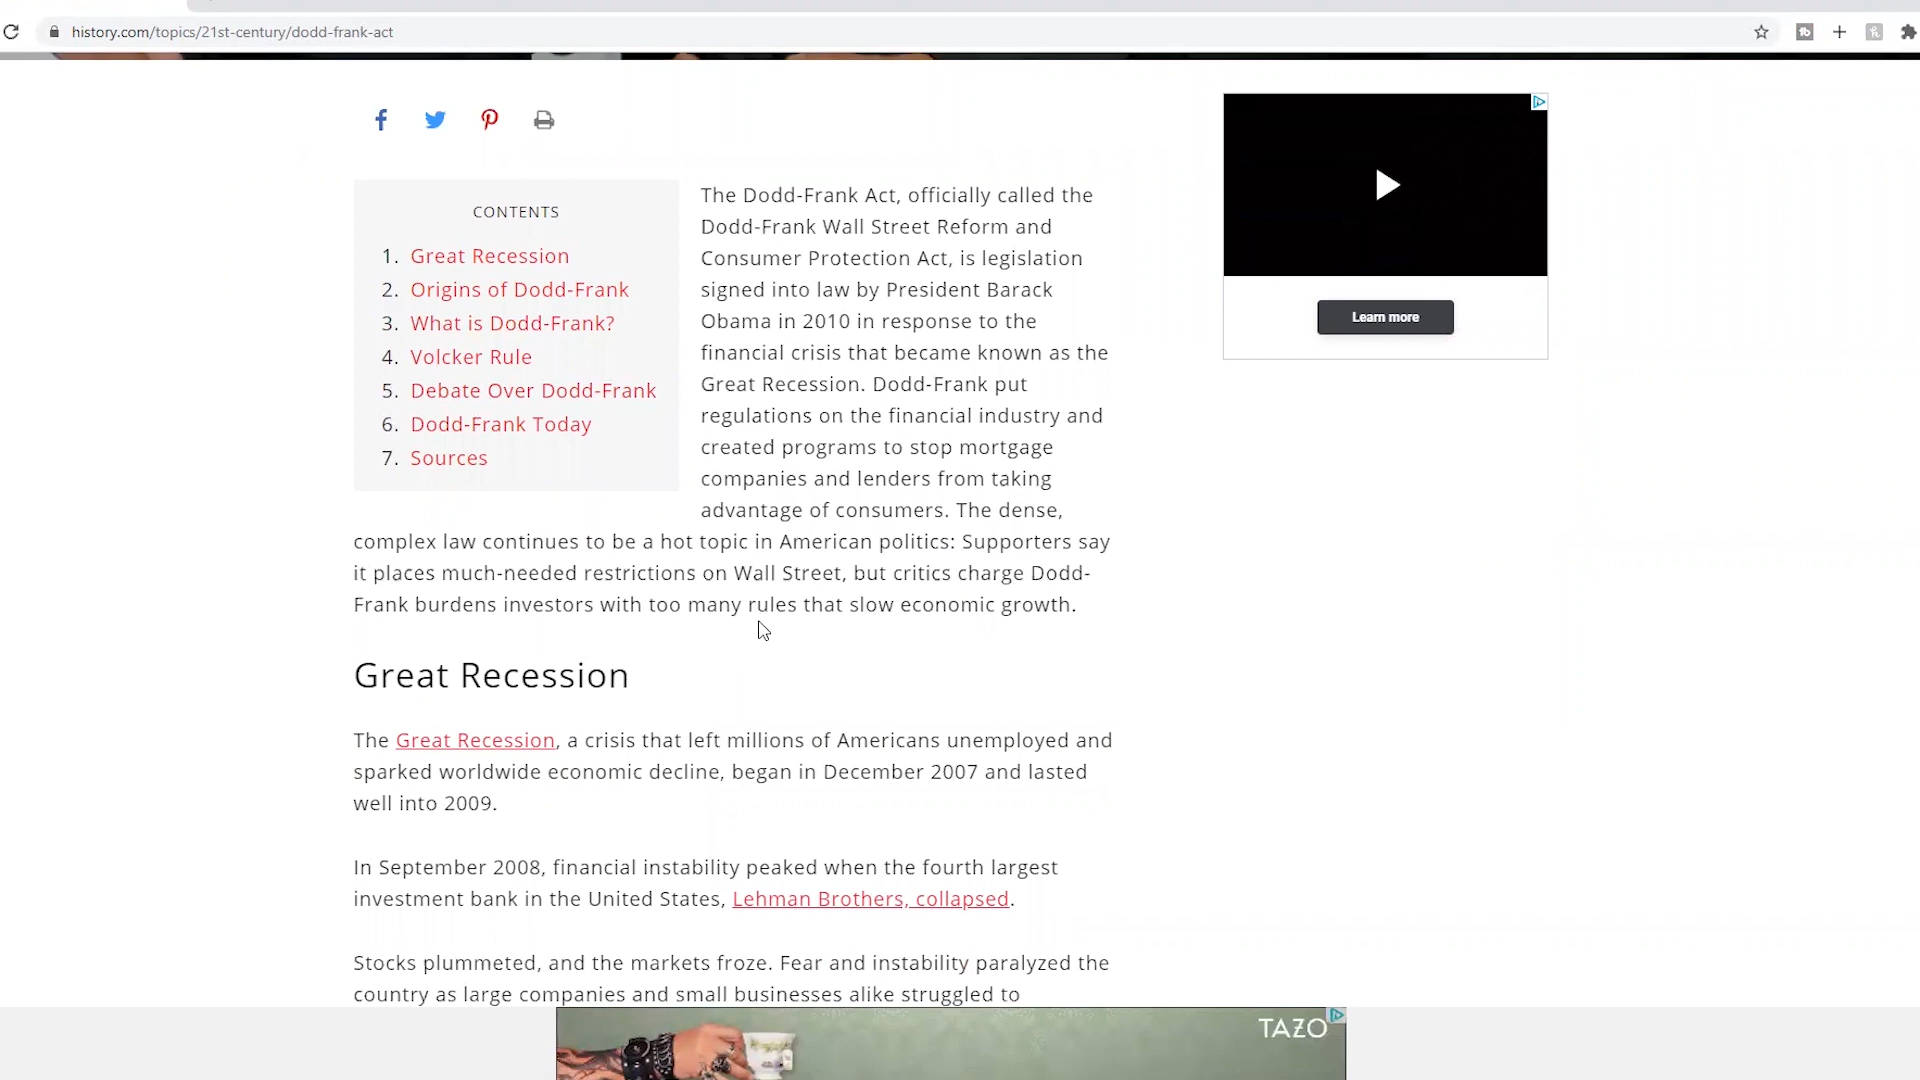 history.com/topics/21st-century/dodd-frank-act
CONTENTS
1. Great Recession
2. Origins of Dodd-Frank
3. What is Dodd-Frank?
4. Volcker Rule
5. Debate Over Dodd-Frank
6. Dodd-Frank Today
7. Sources
The Dodd-Frank Act, officially called the
Dodd-Frank Wall Street Reform and
Consumer Protection Act, is legislation
signed into law by President Barack
Obama in 2010 in response to the
financial crisis that became known as the
Great Recession. Dodd-Frank put
regulations on the financial industry and
created programs to stop mortgage
companies and lenders from taking
advantage of consumers. The dense,
complex law continues to be a hot topic in American politics: Supporters say
it places much-needed restrictions on Wall Street, but critics charge Dodd-
Frank burdens investors with too many rules that slow economic growth.
Learn more
Great Recession
The Great Recession, a crisis that left millions of Americans unemployed and
sparked worldwide economic decline, began in December 2007 and lasted
well into 2009.
In September 2008, financial instability peaked when the fourth largest
investment bank in the United States, Lehman Brothers, collapsed.
Stocks plummeted, and the markets froze. Fear and instability paralyzed the
country as large companies and small businesses alike struggled to
TAZO